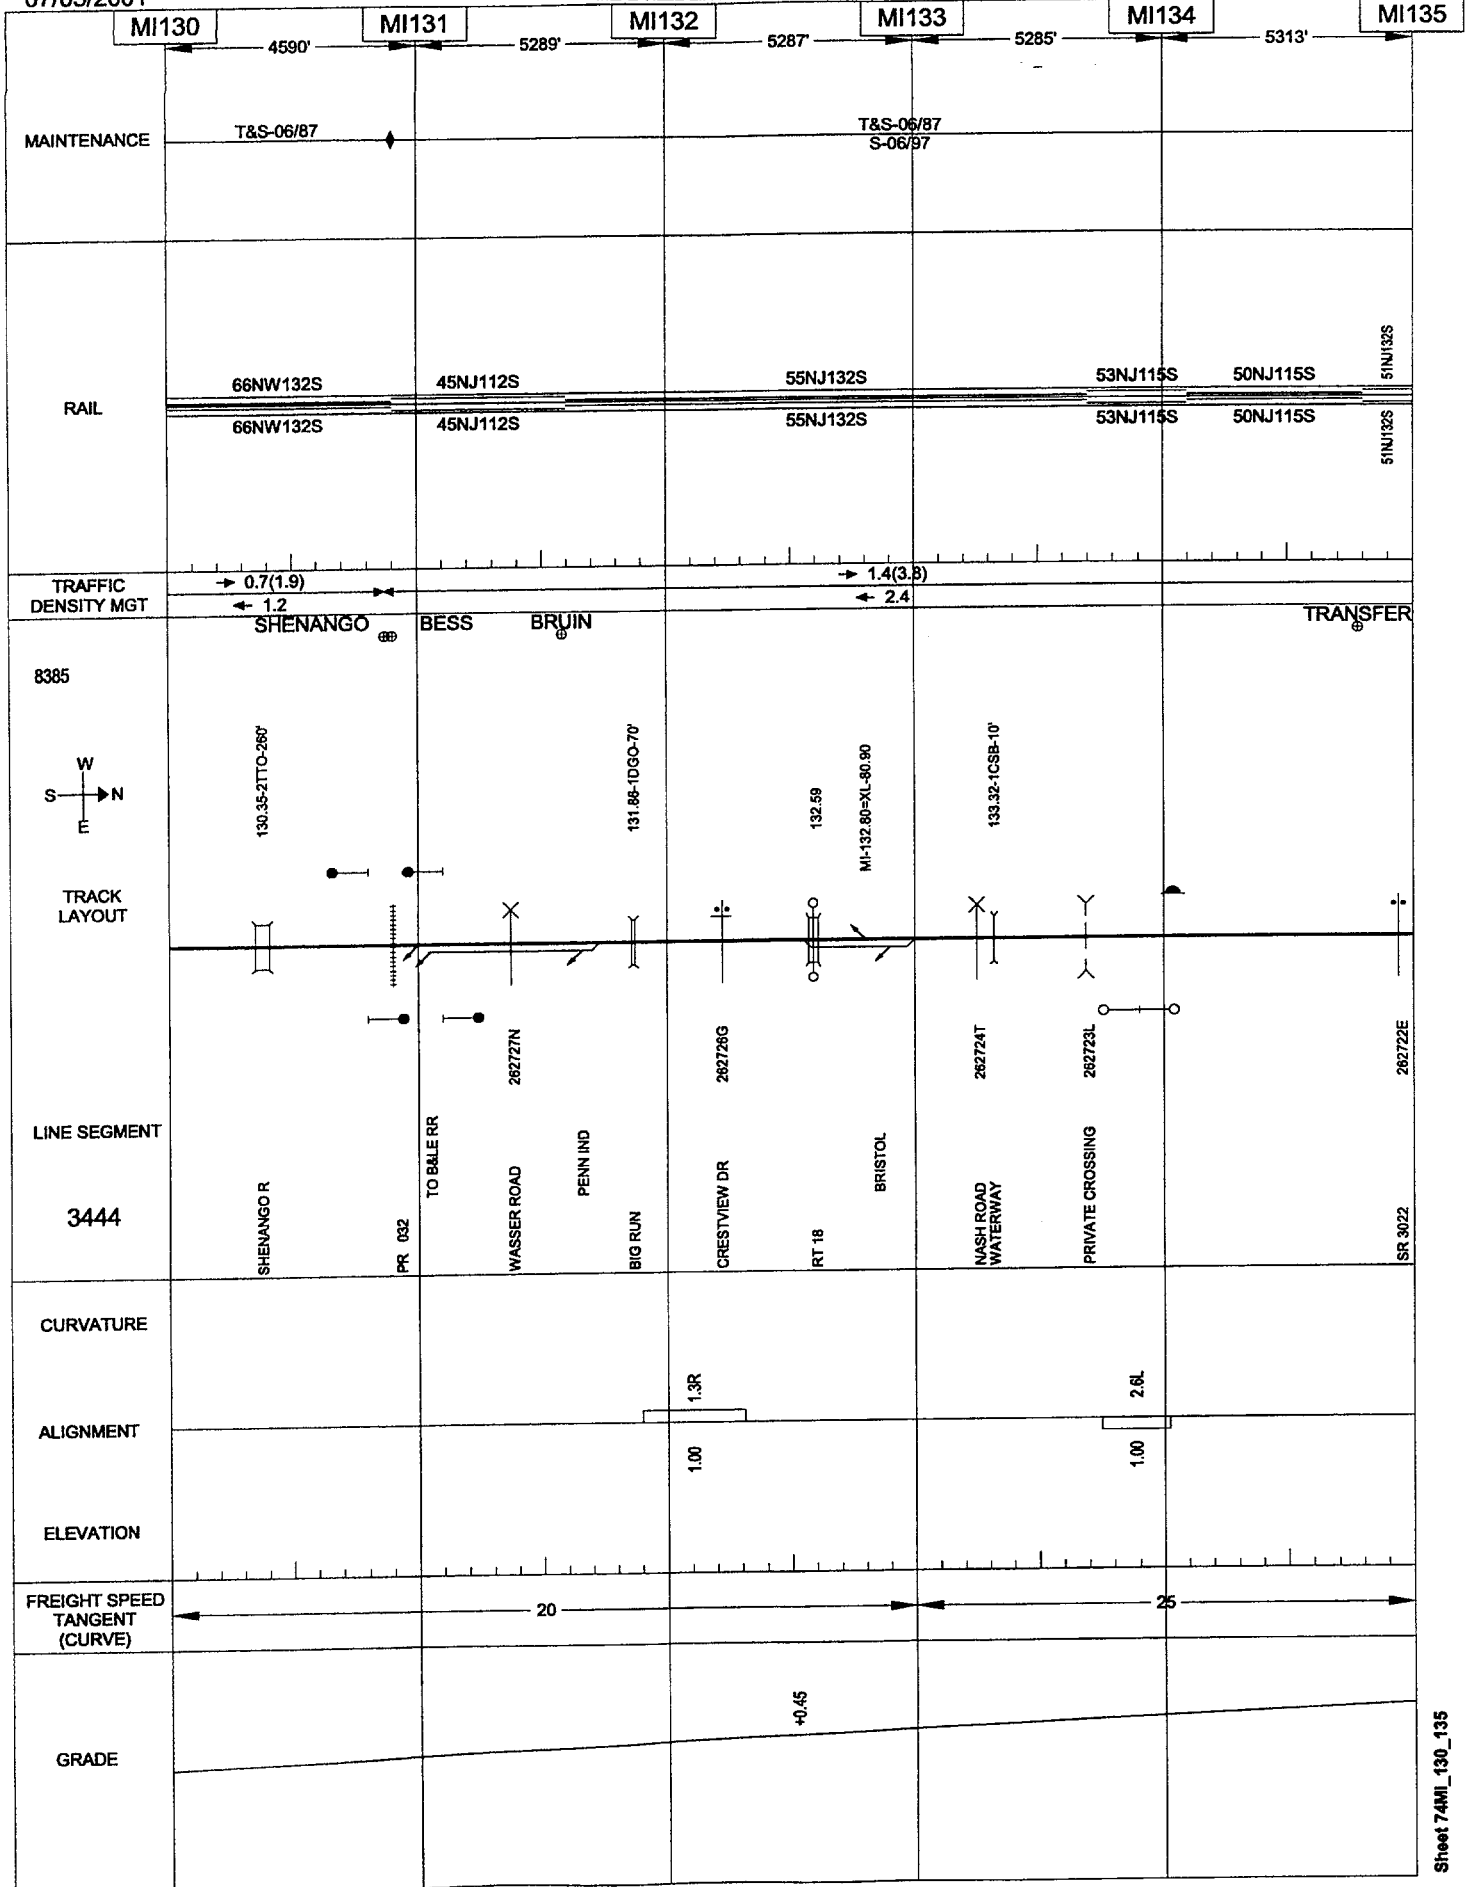 MI130 MI131 MI132 MI133 MI134 MI135
4590' 5289' 5287' 5285' 5313'
MAINTENANCE
T&S-06/87
T&S-06/87
S-06/97
RAIL
66NW132S 45NJ112S 55NJ132S 53NJ115S 50NJ115S 51NJ132S
66NW132S 45NJ112S 55NJ132S 53NJ115S 50NJ115S 51NJ132S
TRAFFIC
DENSITY MGT
0.7(1.9) 1.4(3.8)
1.2 2.4
SHENANGO BESS BRUIN TRANSFER
8385
W
S N
E
130.35-2TTO-260'
131.86-1DGO-70'
132.59
MI-132.80=XL-80.90
133.32-1CSB-10'
TRACK
LAYOUT
262727N
262726G
262724T
262723L
262722E
LINE SEGMENT
3444
SHENANGO R
PR 032
TO B&LE RR
WASSER ROAD
PENN IND
BIG RUN
CRESTVIEW DR
RT 18
BRISTOL
NASH ROAD
WATERWAY
PRIVATE CROSSING
SR 3022
CURVATURE
1.3R 2.6L
ALIGNMENT
1.00 1.00
ELEVATION
FREIGHT SPEED
TANGENT
(CURVE)
20 25
GRADE
+0.45
Sheet 74MI_130_135